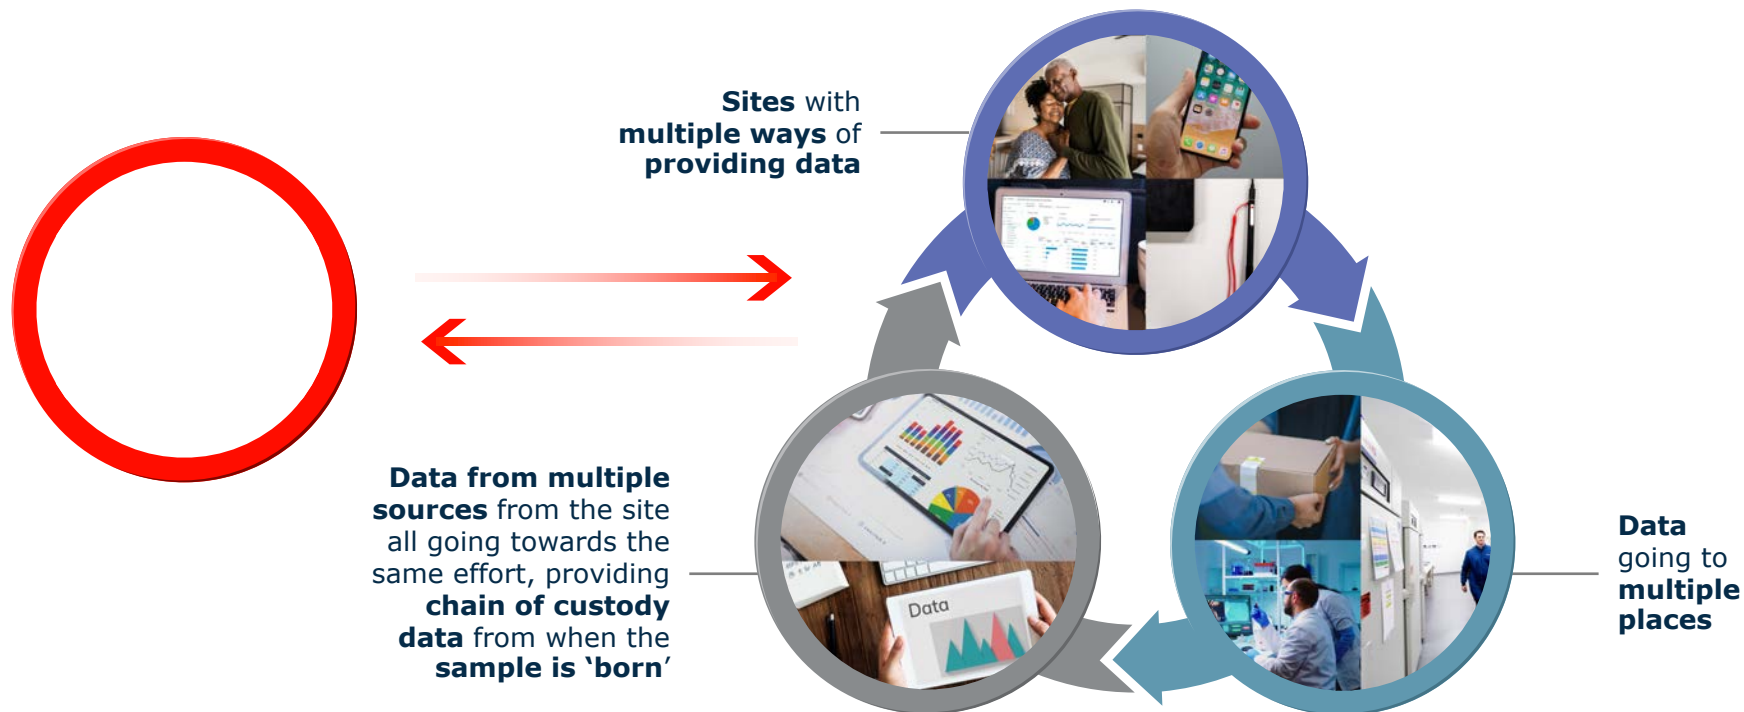 Sites with
multiple ways of
providing data
Data from multiple
sources from the site
all going towards the
same effort, providing
chain of custody
data from when the
sample is ‘born’
Data
going to
multiple
places
Data